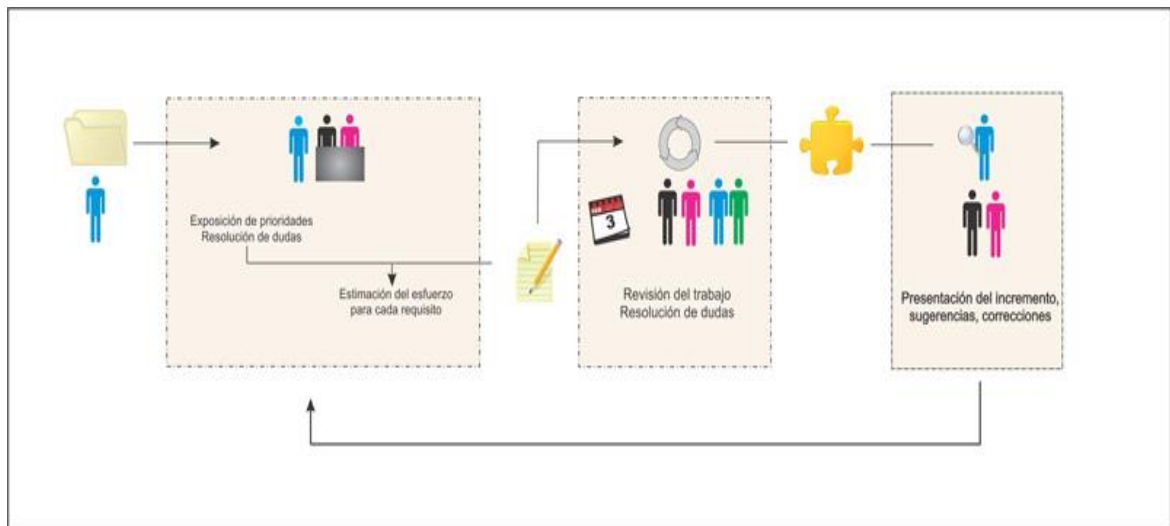 Exposición de prioridades
Resolución de dudas
Estimación del esfuerzo
para cada requisito
3
Revisión del trabajo
Resolución de dudas
Presentación del incremento,
sugerencias, correcciones